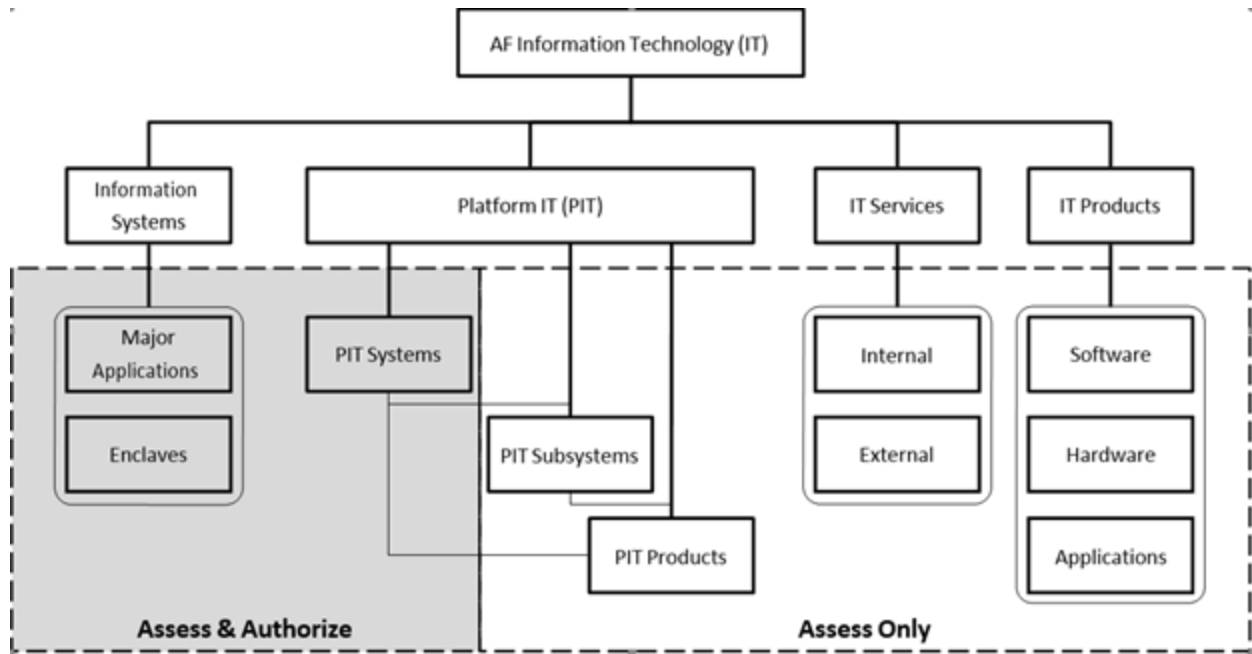 AF Information Technology (IT)
Information
Systems
Platform IT (PIT)
IT Services
IT Products
Major
Applications
PIT Systems
Internal
Software
Enclaves
PIT Subsystems
External
Hardware
PIT Products
Applications
Assess & Authorize
Assess Only